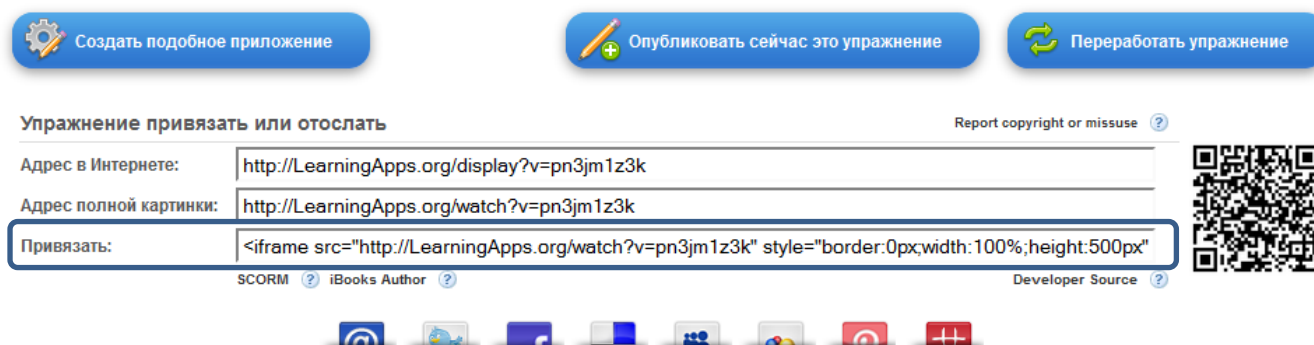 Создать подобное приложение
Опубликовать сейчас это упражнение
Переработать упражнение
Упражнение привязать или отослать
Report copyright or missuse ?
Адрес в Интернете: http://LearningApps.org/display?v=pn3jm1z3k
Адрес полной картинки: http://LearningApps.org/watch?v=pn3jm1z3k
Привязать: <iframe src="http://LearningApps.org/watch?v=pn3jm1z3k" style="border:0px;width:100%;height:500px"
SCORM ? iBooks Author ?
Developer Source ?